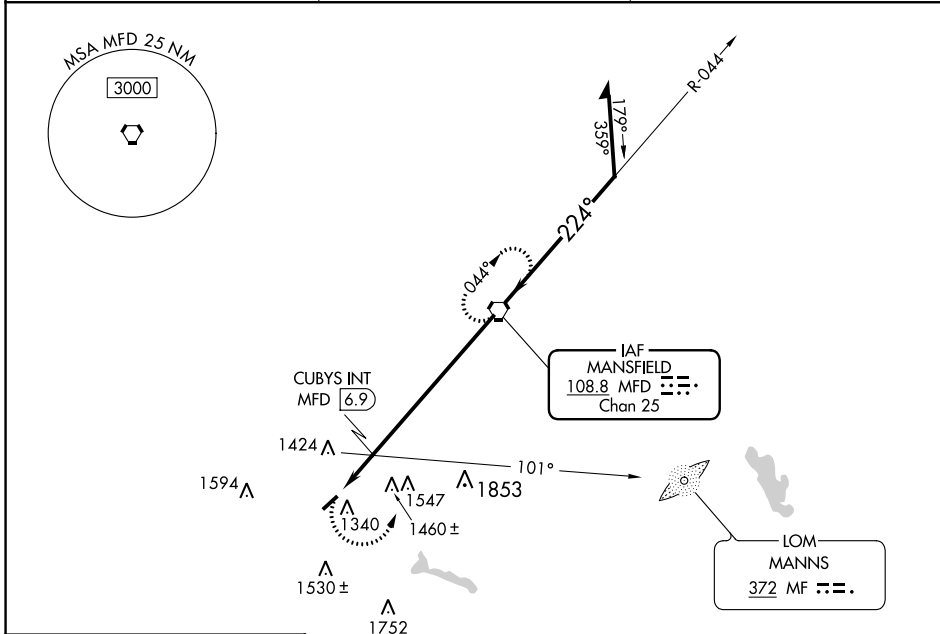 MSA MFD 25 NM
3000
R-044
179°
359°
224°
044°
IAF
MANSFIELD
108.8 MFD
Chan 25
CUBYS INT
MFD 6.9
1424
101°
1594
1853
1547
1340
1460 ±
LOM
MANNS
372 MF
1530 ±
1752